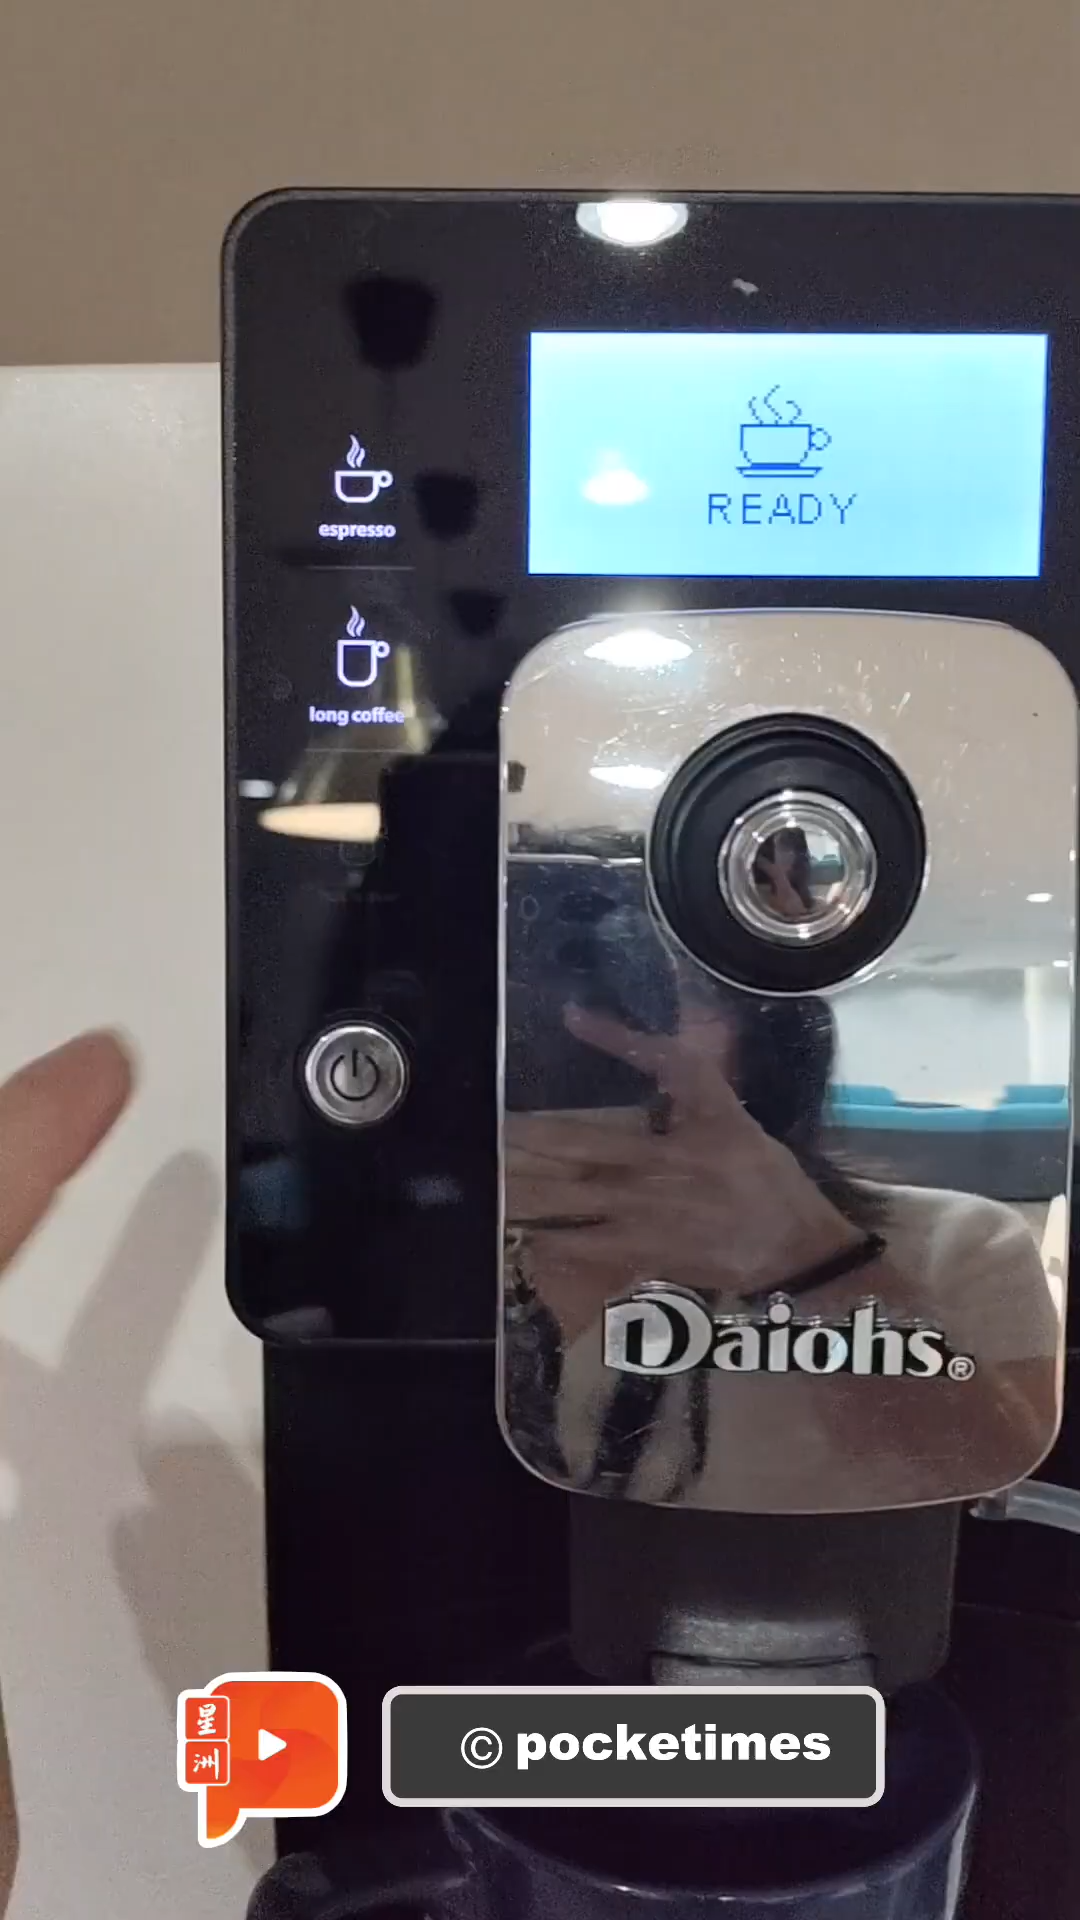 READY
espresso
long coffee
Daiohs®
星洲
© pocketimes